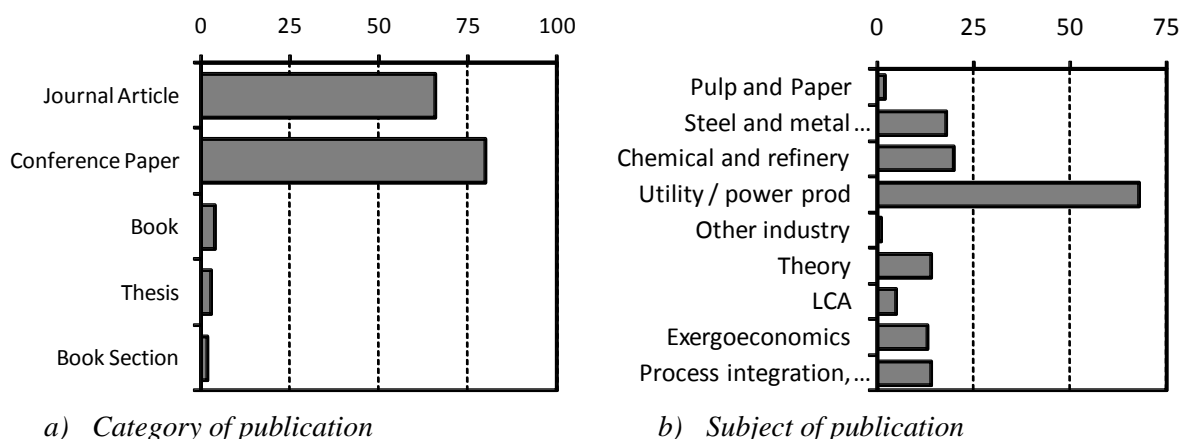 0 25 50 75 100
Journal Article
Conference Paper
Book
Thesis
Book Section
a) Category of publication
0 25 50 75
Pulp and Paper
Steel and metal ...
Chemical and refinery
Utility / power prod
Other industry
Theory
LCA
Exergoeconomics
Process integration, ...
b) Subject of publication